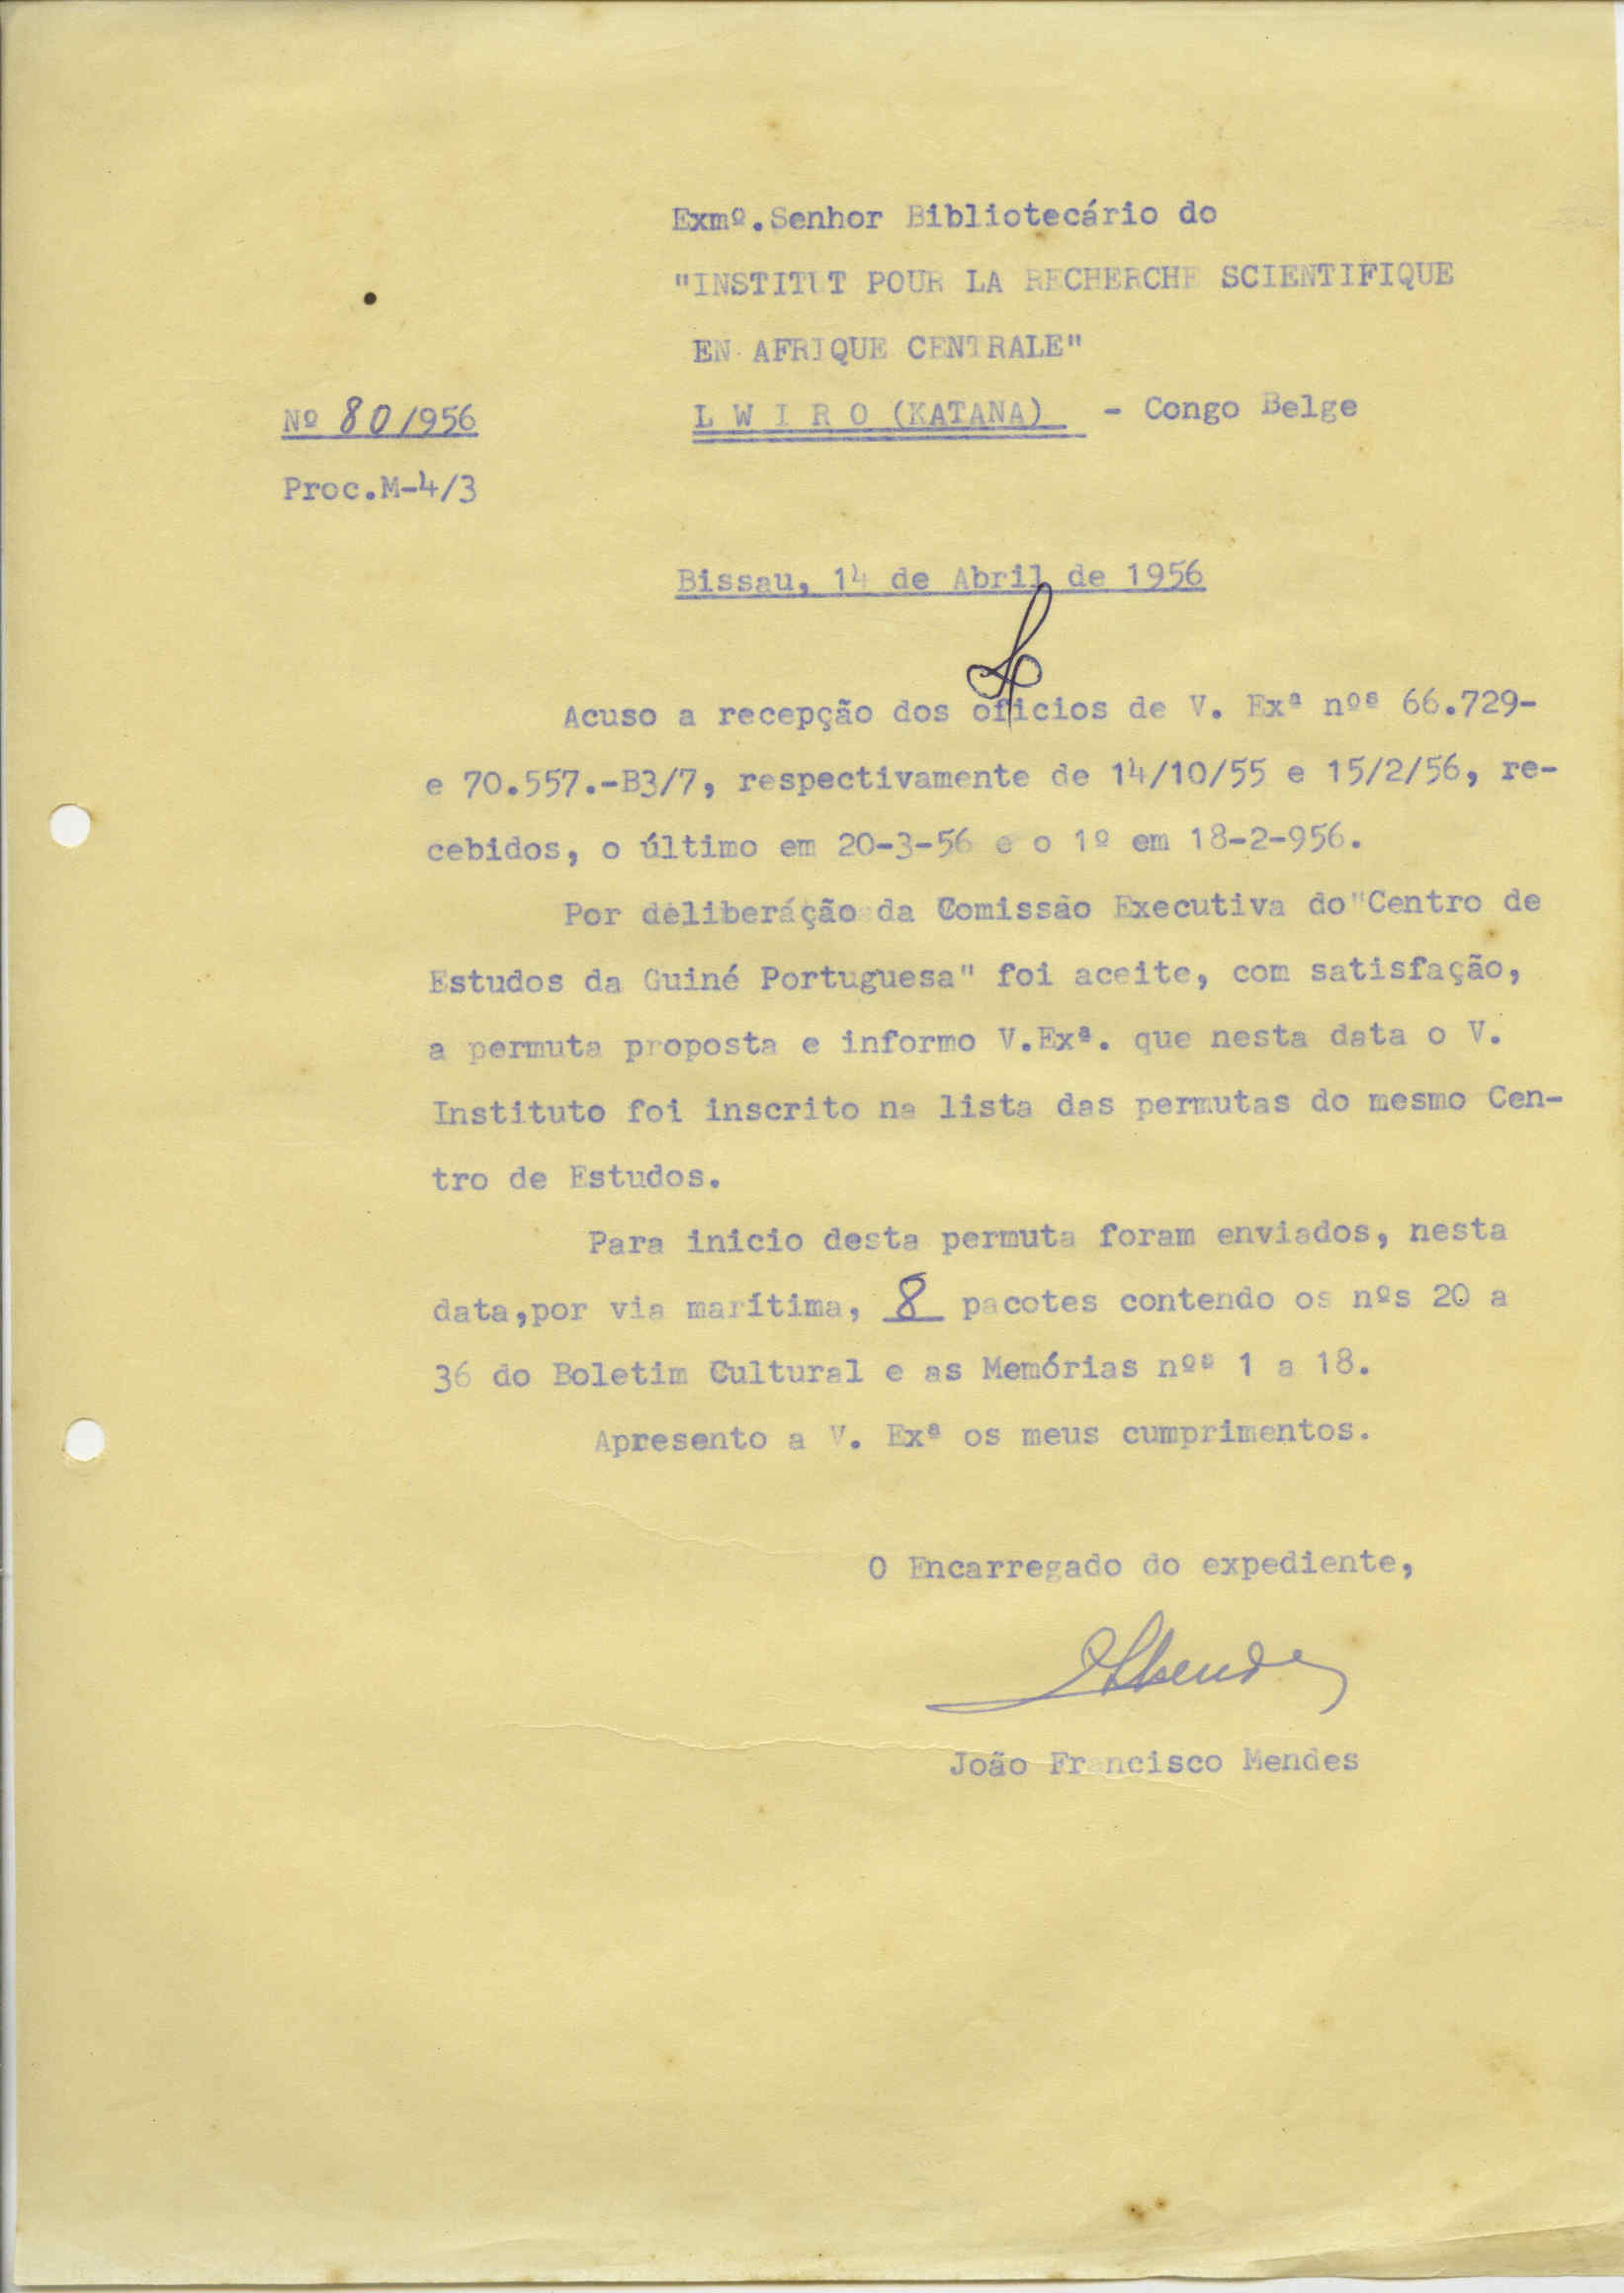 Exmº.Senhor Bibliotecário do
"INSTITUT POUR LA RECHERCHE SCIENTIFIQUE
EN AFRIQUE CENTRALE"
Nº 80/1956
L W I R O (KATANA) - Congo Belge
Proc.M-4/3
Bissau, 14 de Abril de 1956
Acuso a recepção dos oficios de V. Exª nºs 66.729-
e 70.557.-B3/7, respectivamente de 14/10/55 e 15/2/56, re-
cebidos, o último em 20-3-56 e o 1º em 18-2-956.
Por deliberáção da Comissão Executiva do"Centro de
Estudos da Guiné Portuguesa" foi aceite, com satisfação,
a permuta proposta e informo V.Exª. que nesta data o V.
Instituto foi inscrito na lista das permutas do mesmo Cen-
tro de Estudos.
Para inicio desta permuta foram enviados, nesta
data,por via marítima, 8 pacotes contendo os nºs 20 a
36 do Boletim Cultural e as Memórias nºs 1 a 18.
Apresento a V. Exª os meus cumprimentos.
O Encarregado do expediente,
João Francisco Mendes